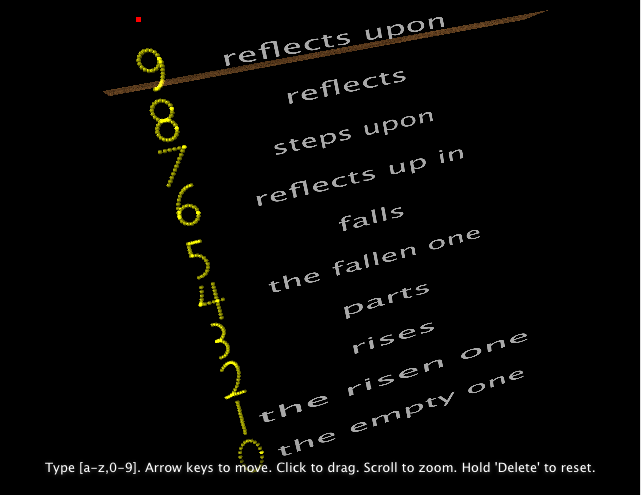 9 reflects upon
8 reflects
7 steps upon
6 reflects up in
5 falls
4 the fallen one
3 parts
2 rises
1 the risen one
0 the empty one
Type [a-z,0-9]. Arrow keys to move. Click to drag. Scroll to zoom. Hold 'Delete' to reset.